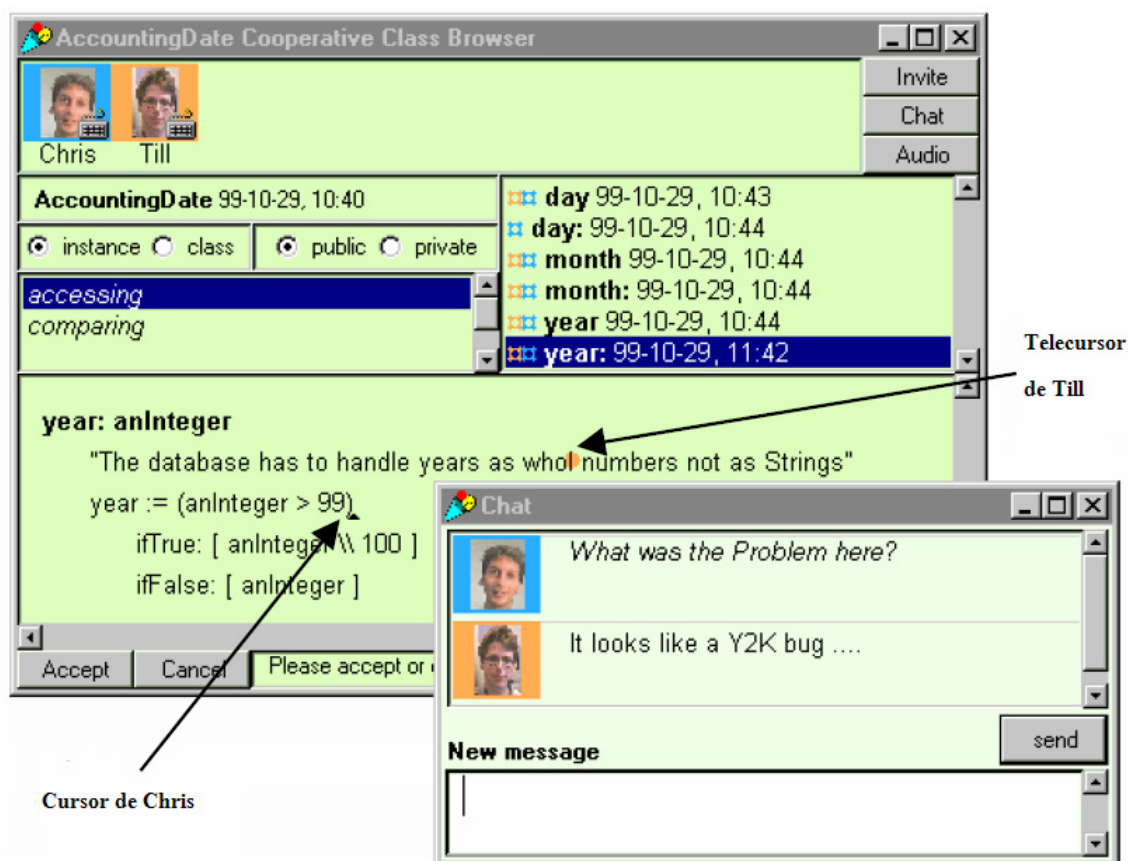 AccountingDate Cooperative Class Browser
Invite
Chat
Audio
Chris Till
AccountingDate 99-10-29, 10:40
instance class public private
accessing
comparing
day 99-10-29, 10:43
day: 99-10-29, 10:44
month 99-10-29, 10:44
month: 99-10-29, 10:44
year 99-10-29, 10:44
year: 99-10-29, 11:42
Telecursor
de Till
year: anInteger
"The database has to handle years as whol numbers not as Strings"
year := (anInteger > 99)
ifTrue: [ anInteger \\ 100 ]
ifFalse: [ anInteger ]
Accept Cancel Please accept or
Chat
What was the Problem here?
It looks like a Y2K bug ....
send
New message
Cursor de Chris